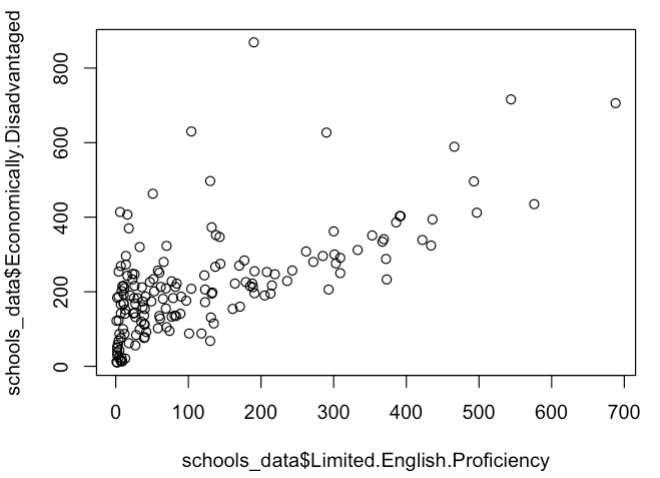 schools_data$Economically.Disadvantaged
800
600
400
200
0
0 100 200 300 400 500 600 700
schools_data$Limited.English.Proficiency